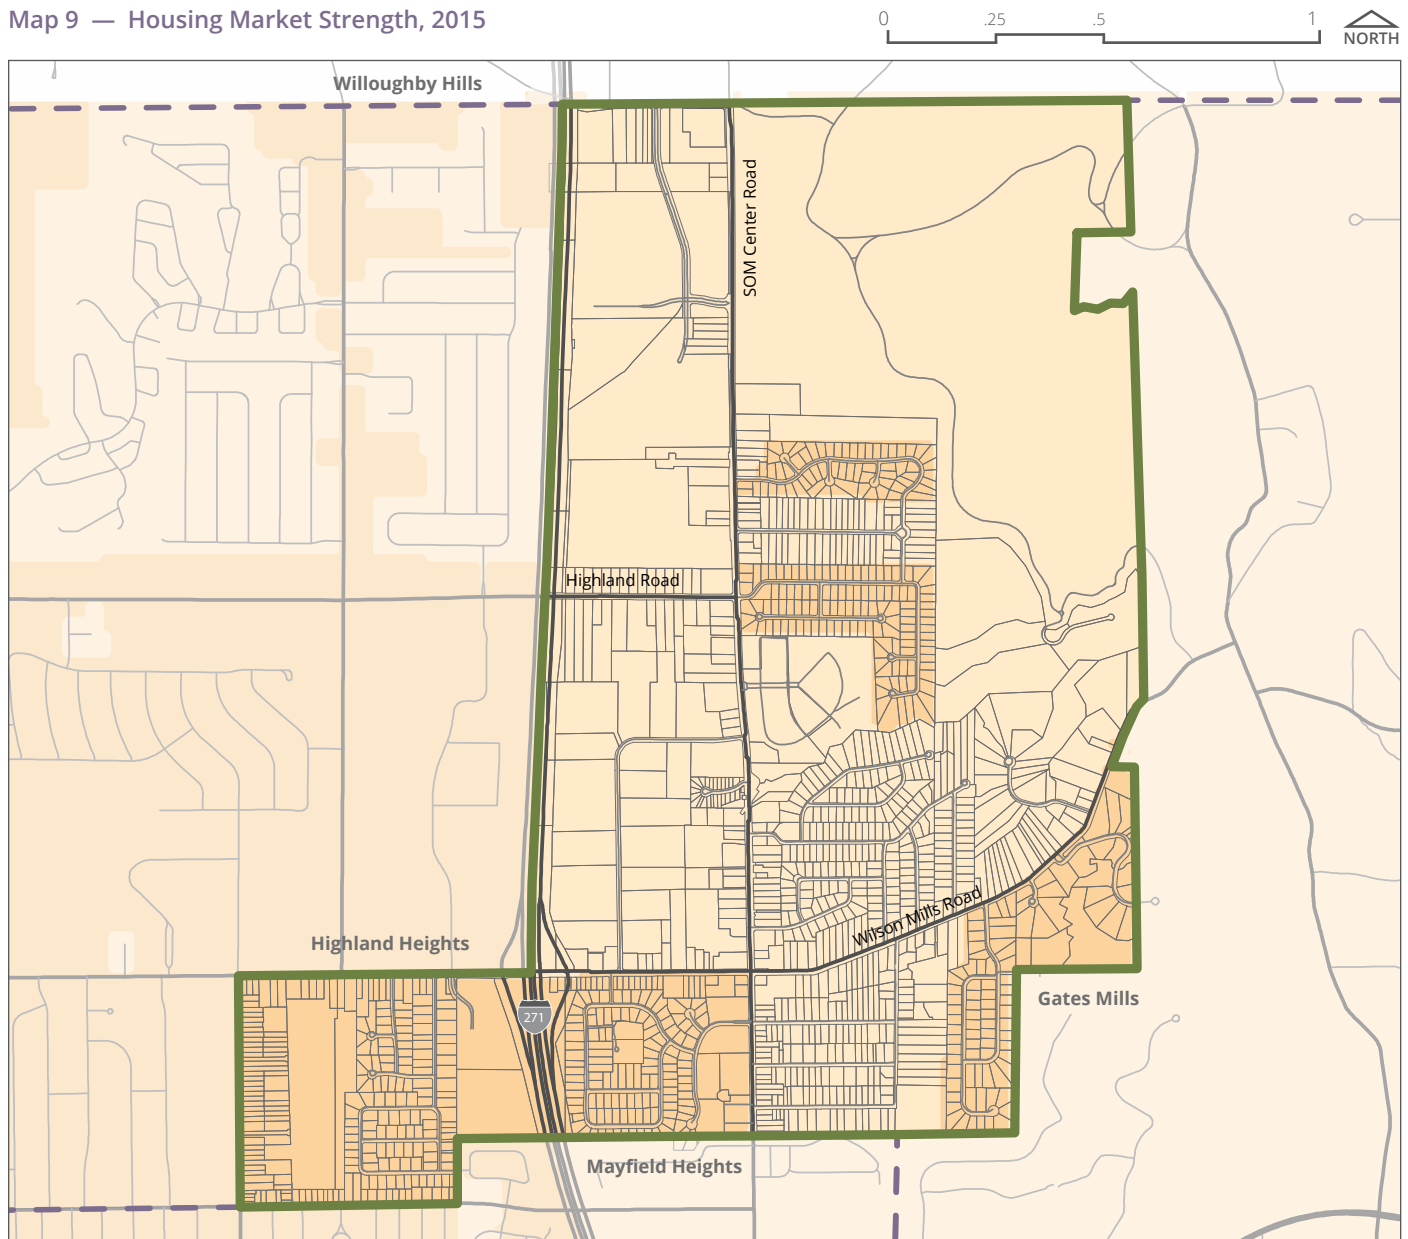 Map 9 — Housing Market Strength, 2015
0 .25 .5 1
NORTH
Willoughby Hills
SOM Center Road
Highland Road
Wilson Mills Road
Highland Heights
271
Gates Mills
Mayfield Heights